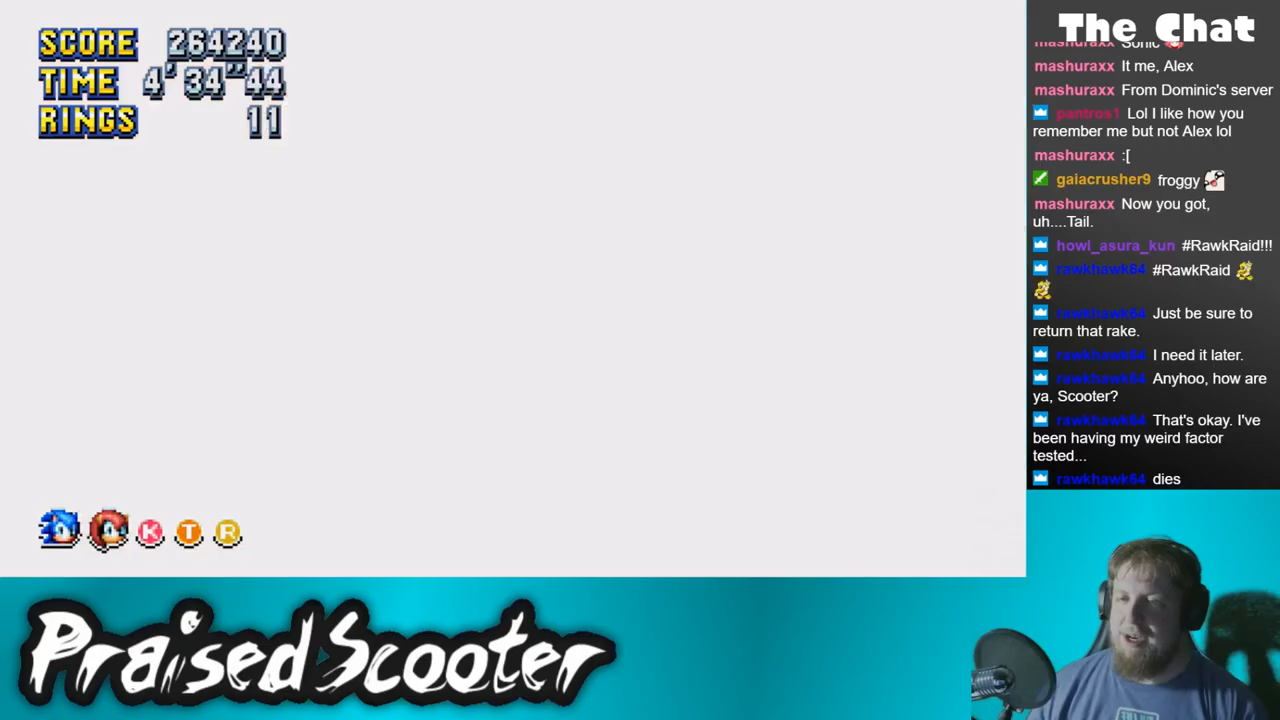 SCORE 264240
TIME 4'34"44
RINGS 11
K T R
PraisedScooter
The Chat
mashuraxx Sonic
mashuraxx It me, Alex
mashuraxx From Dominic's server
pantros1 Lol I like how you
remember me but not Alex lol
mashuraxx :[
gaiacrusher9 froggy
mashuraxx Now you got,
uh....Tail.
howl_asura_kun #RawkRaid!!!
rawkhawk64 #RawkRaid
rawkhawk64 Just be sure to
return that rake.
rawkhawk64 I need it later.
rawkhawk64 Anyhoo, how are
ya, Scooter?
rawkhawk64 That's okay. I've
been having my weird factor
tested...
rawkhawk64 dies